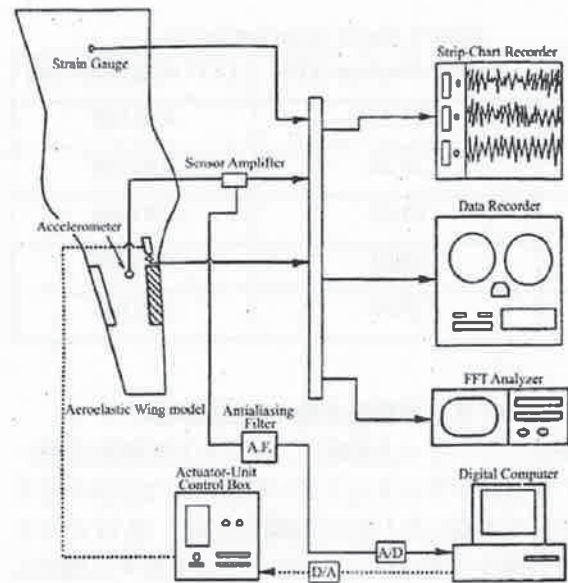 Strain Gauge
Strip-Chart Recorder
Sensor Amplifter
Data Recorder
Accelerometer
FFT Analyzer
Aeroelastic Wing model
Antialiasing
Filter
A.F.
Actuator-Unit
Control Box
Digital Computer
A/D
D/A